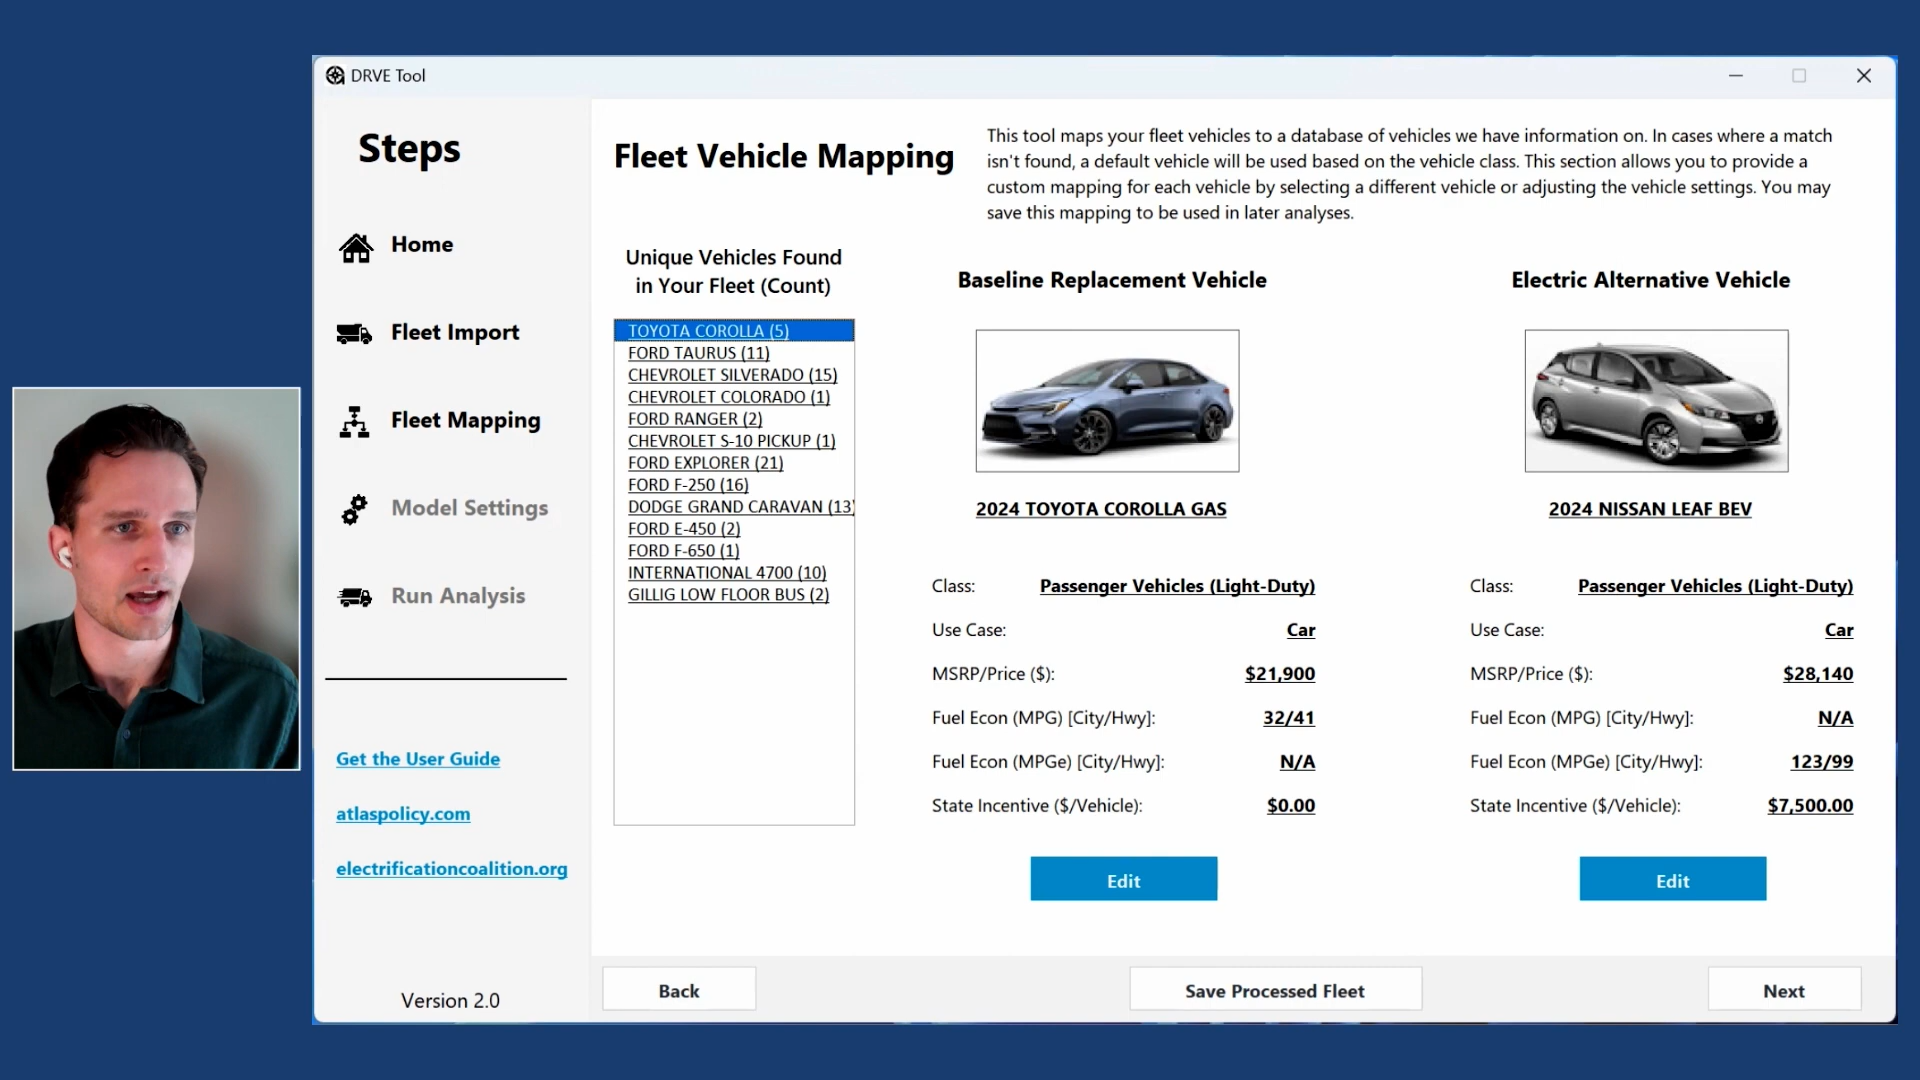 DRVE Tool
Steps
Home
Fleet Import
Fleet Mapping
Model Settings
Run Analysis
Get the User Guide
atlaspolicy.com
electrificationcoalition.org
Version 2.0
Fleet Vehicle Mapping
This tool maps your fleet vehicles to a database of vehicles we have information on. In cases where a match
isn't found, a default vehicle will be used based on the vehicle class. This section allows you to provide a
custom mapping for each vehicle by selecting a different vehicle or adjusting the vehicle settings. You may
save this mapping to be used in later analyses.
Unique Vehicles Found
in Your Fleet (Count)
TOYOTA COROLLA (5)
FORD TAURUS (11)
CHEVROLET SILVERADO (15)
CHEVROLET COLORADO (1)
FORD RANGER (2)
CHEVROLET S-10 PICKUP (1)
FORD EXPLORER (21)
FORD F-250 (16)
DODGE GRAND CARAVAN (13)
FORD E-450 (2)
FORD F-650 (1)
INTERNATIONAL 4700 (10)
GILLIG LOW FLOOR BUS (2)
Baseline Replacement Vehicle
2024 TOYOTA COROLLA GAS
Class: Passenger Vehicles (Light-Duty)
Use Case: Car
MSRP/Price ($): $21,900
Fuel Econ (MPG) [City/Hwy]: 32/41
Fuel Econ (MPGe) [City/Hwy]: N/A
State Incentive ($/Vehicle): $0.00
Edit
Electric Alternative Vehicle
2024 NISSAN LEAF BEV
Class: Passenger Vehicles (Light-Duty)
Use Case: Car
MSRP/Price ($): $28,140
Fuel Econ (MPG) [City/Hwy]: N/A
Fuel Econ (MPGe) [City/Hwy]: 123/99
State Incentive ($/Vehicle): $7,500.00
Edit
Back
Save Processed Fleet
Next